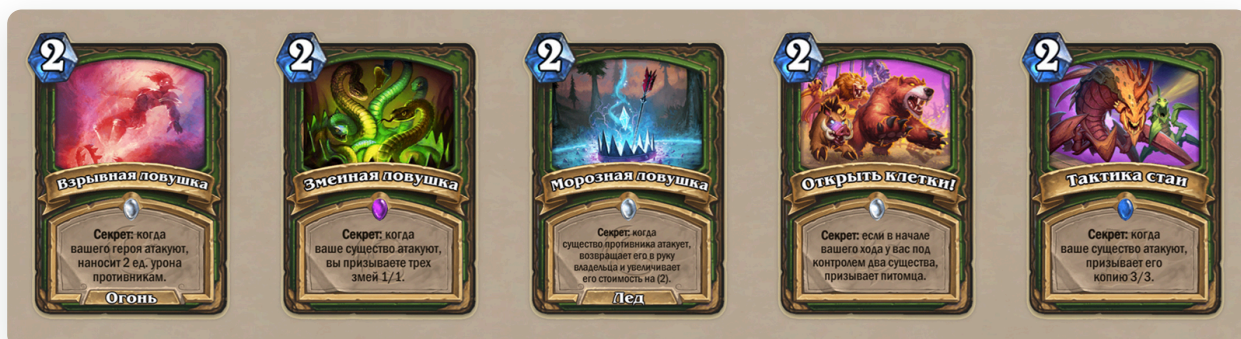 2
Взрывная ловушка
Секрет: когда
вашего героя атакуют,
наносит 2 ед. урона
противникам.
Огонь
2
Змеиная ловушка
Секрет: когда
ваше существо атакуют,
вы призываете трех
змей 1/1.
2
Морозная ловушка
Секрет: когда
существо противника атакует,
возвращает его в руку
владельца и увеличивает
его стоимость на (2).
Лед
2
Открыть клетки!
Секрет: если в начале
вашего хода у вас под
контролем два существа,
призывает питомца.
2
Тактика стаи
Секрет: когда
ваше существо атакуют,
призывает его
копию 3/3.